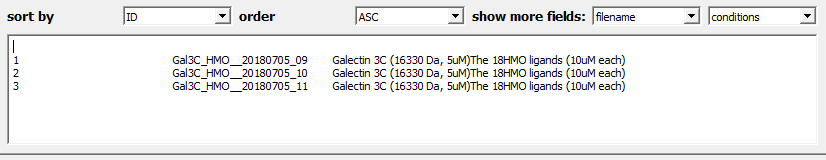 sort by ID order ASC show more fields: filename conditions
1 Gal3C_HMO__20180705_09 Galectin 3C (16330 Da, 5uM)The 18HMO ligands (10uM each)
2 Gal3C_HMO__20180705_10 Galectin 3C (16330 Da, 5uM)The 18HMO ligands (10uM each)
3 Gal3C_HMO__20180705_11 Galectin 3C (16330 Da, 5uM)The 18HMO ligands (10uM each)